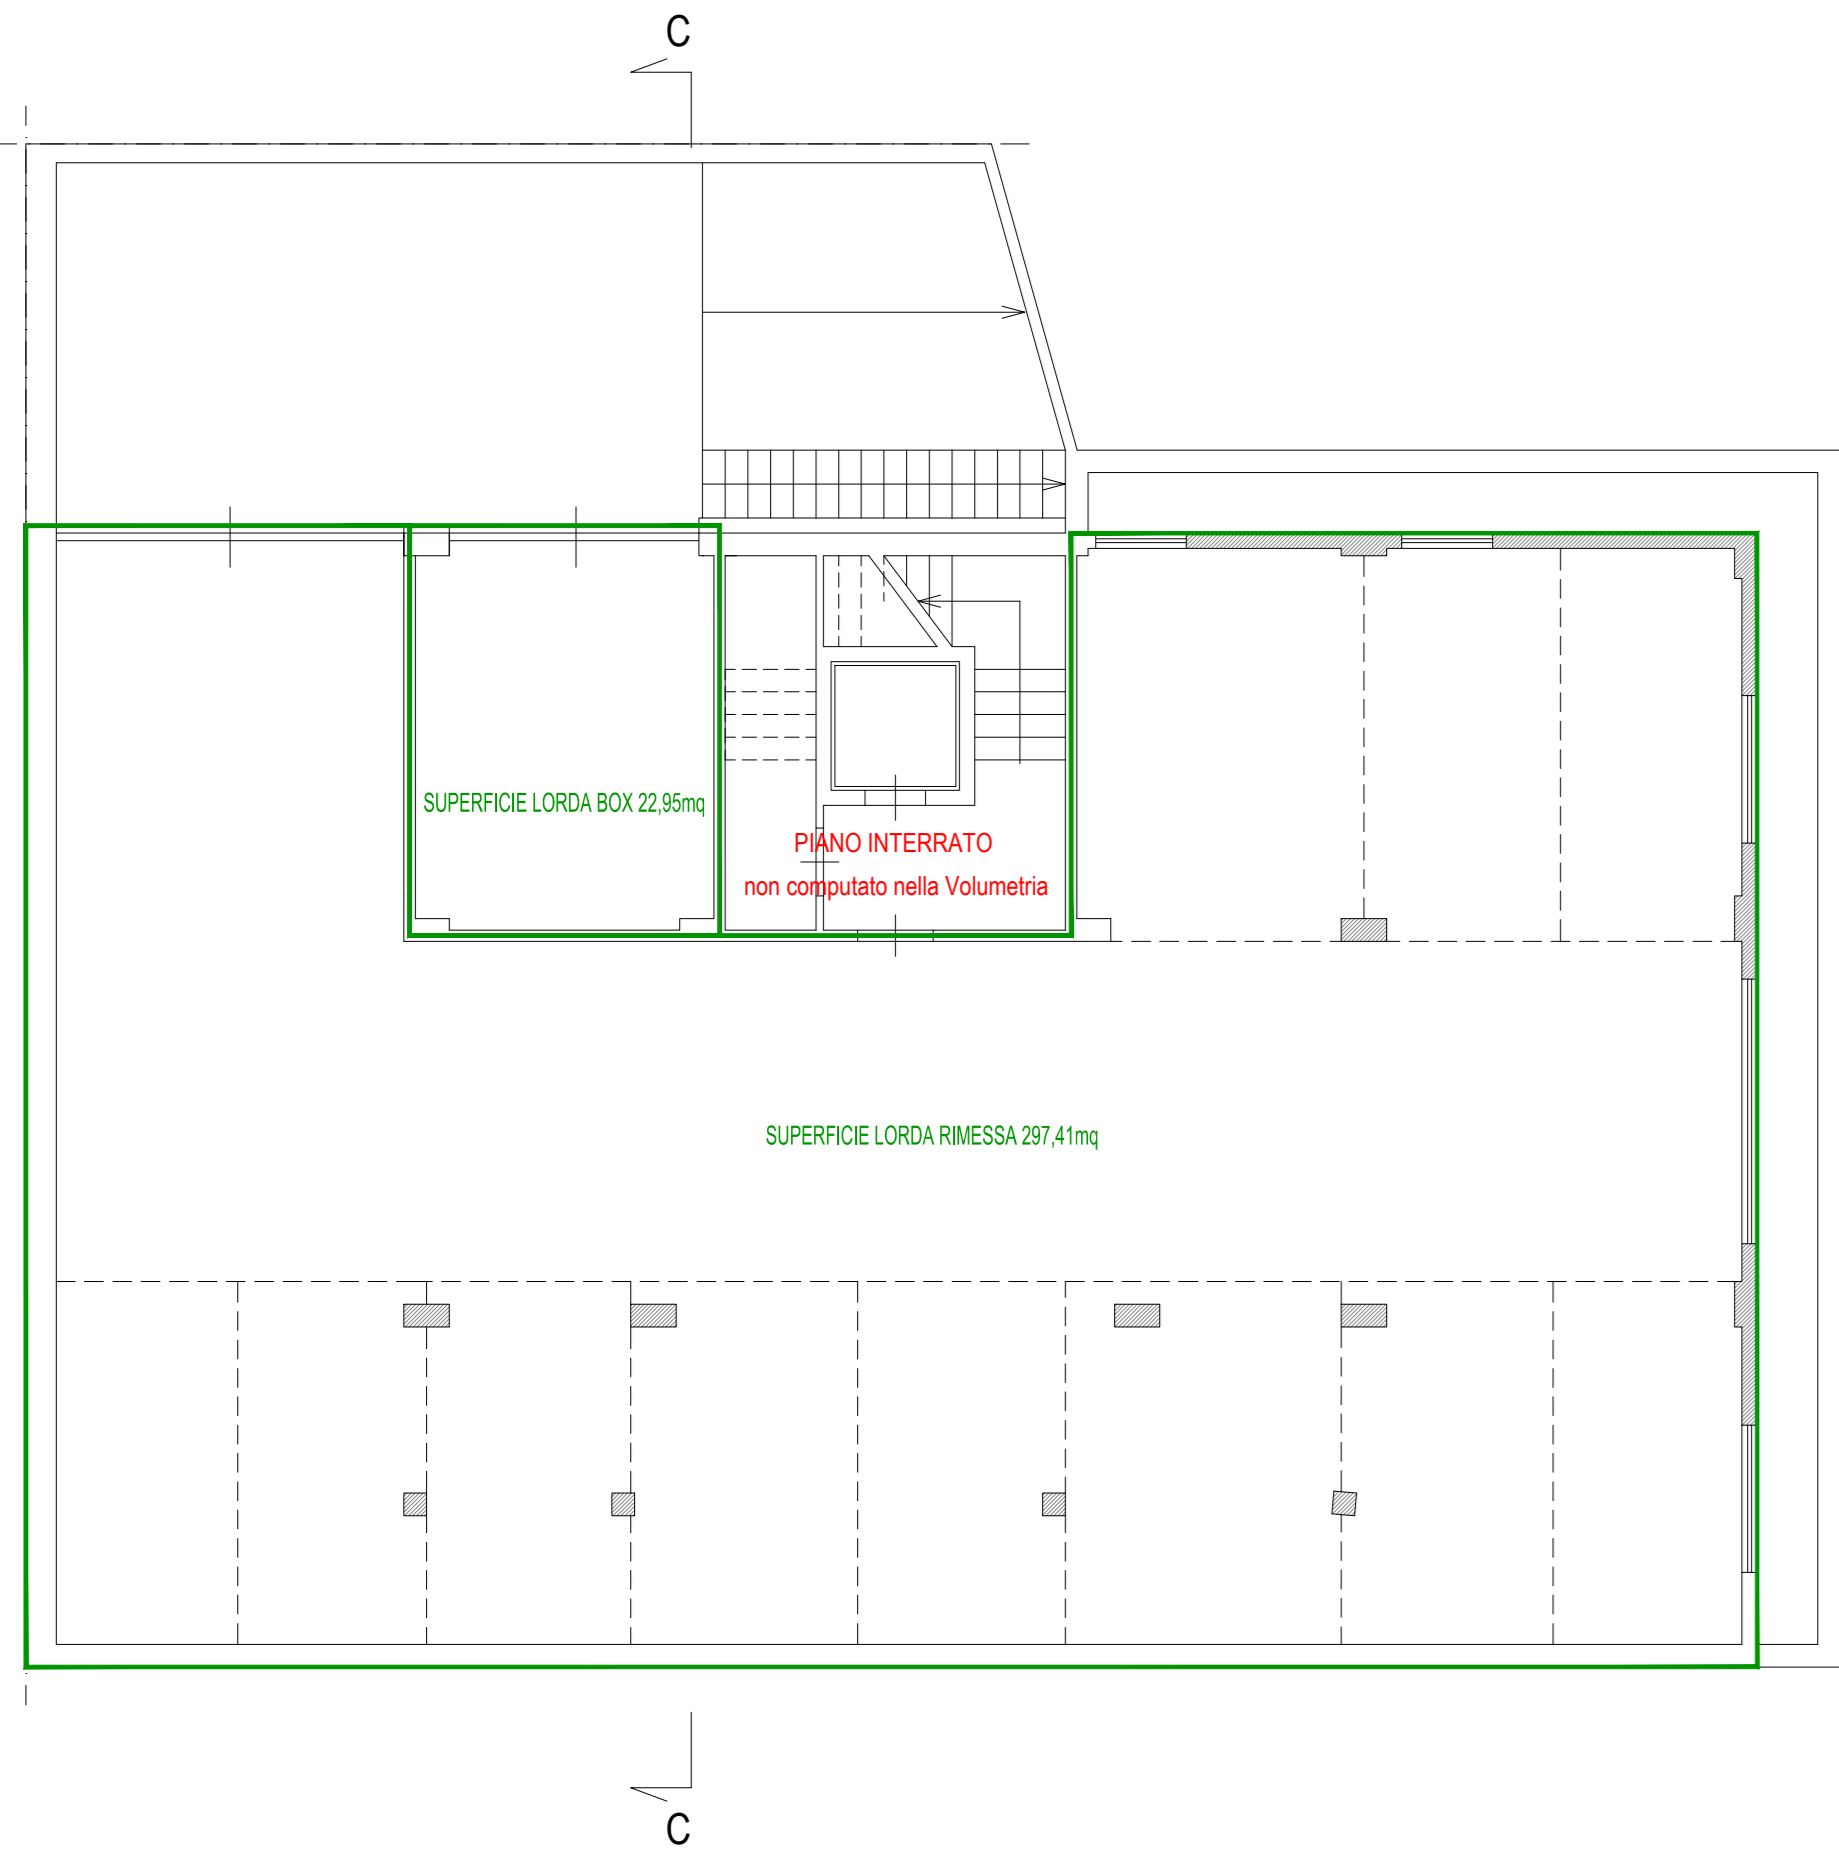 C
SUPERFICIE LORDA BOX 22,95mq
PIANO INTERRATO
non computato nella Volumetria
SUPERFICIE LORDA RIMESSA 297,41mq
C